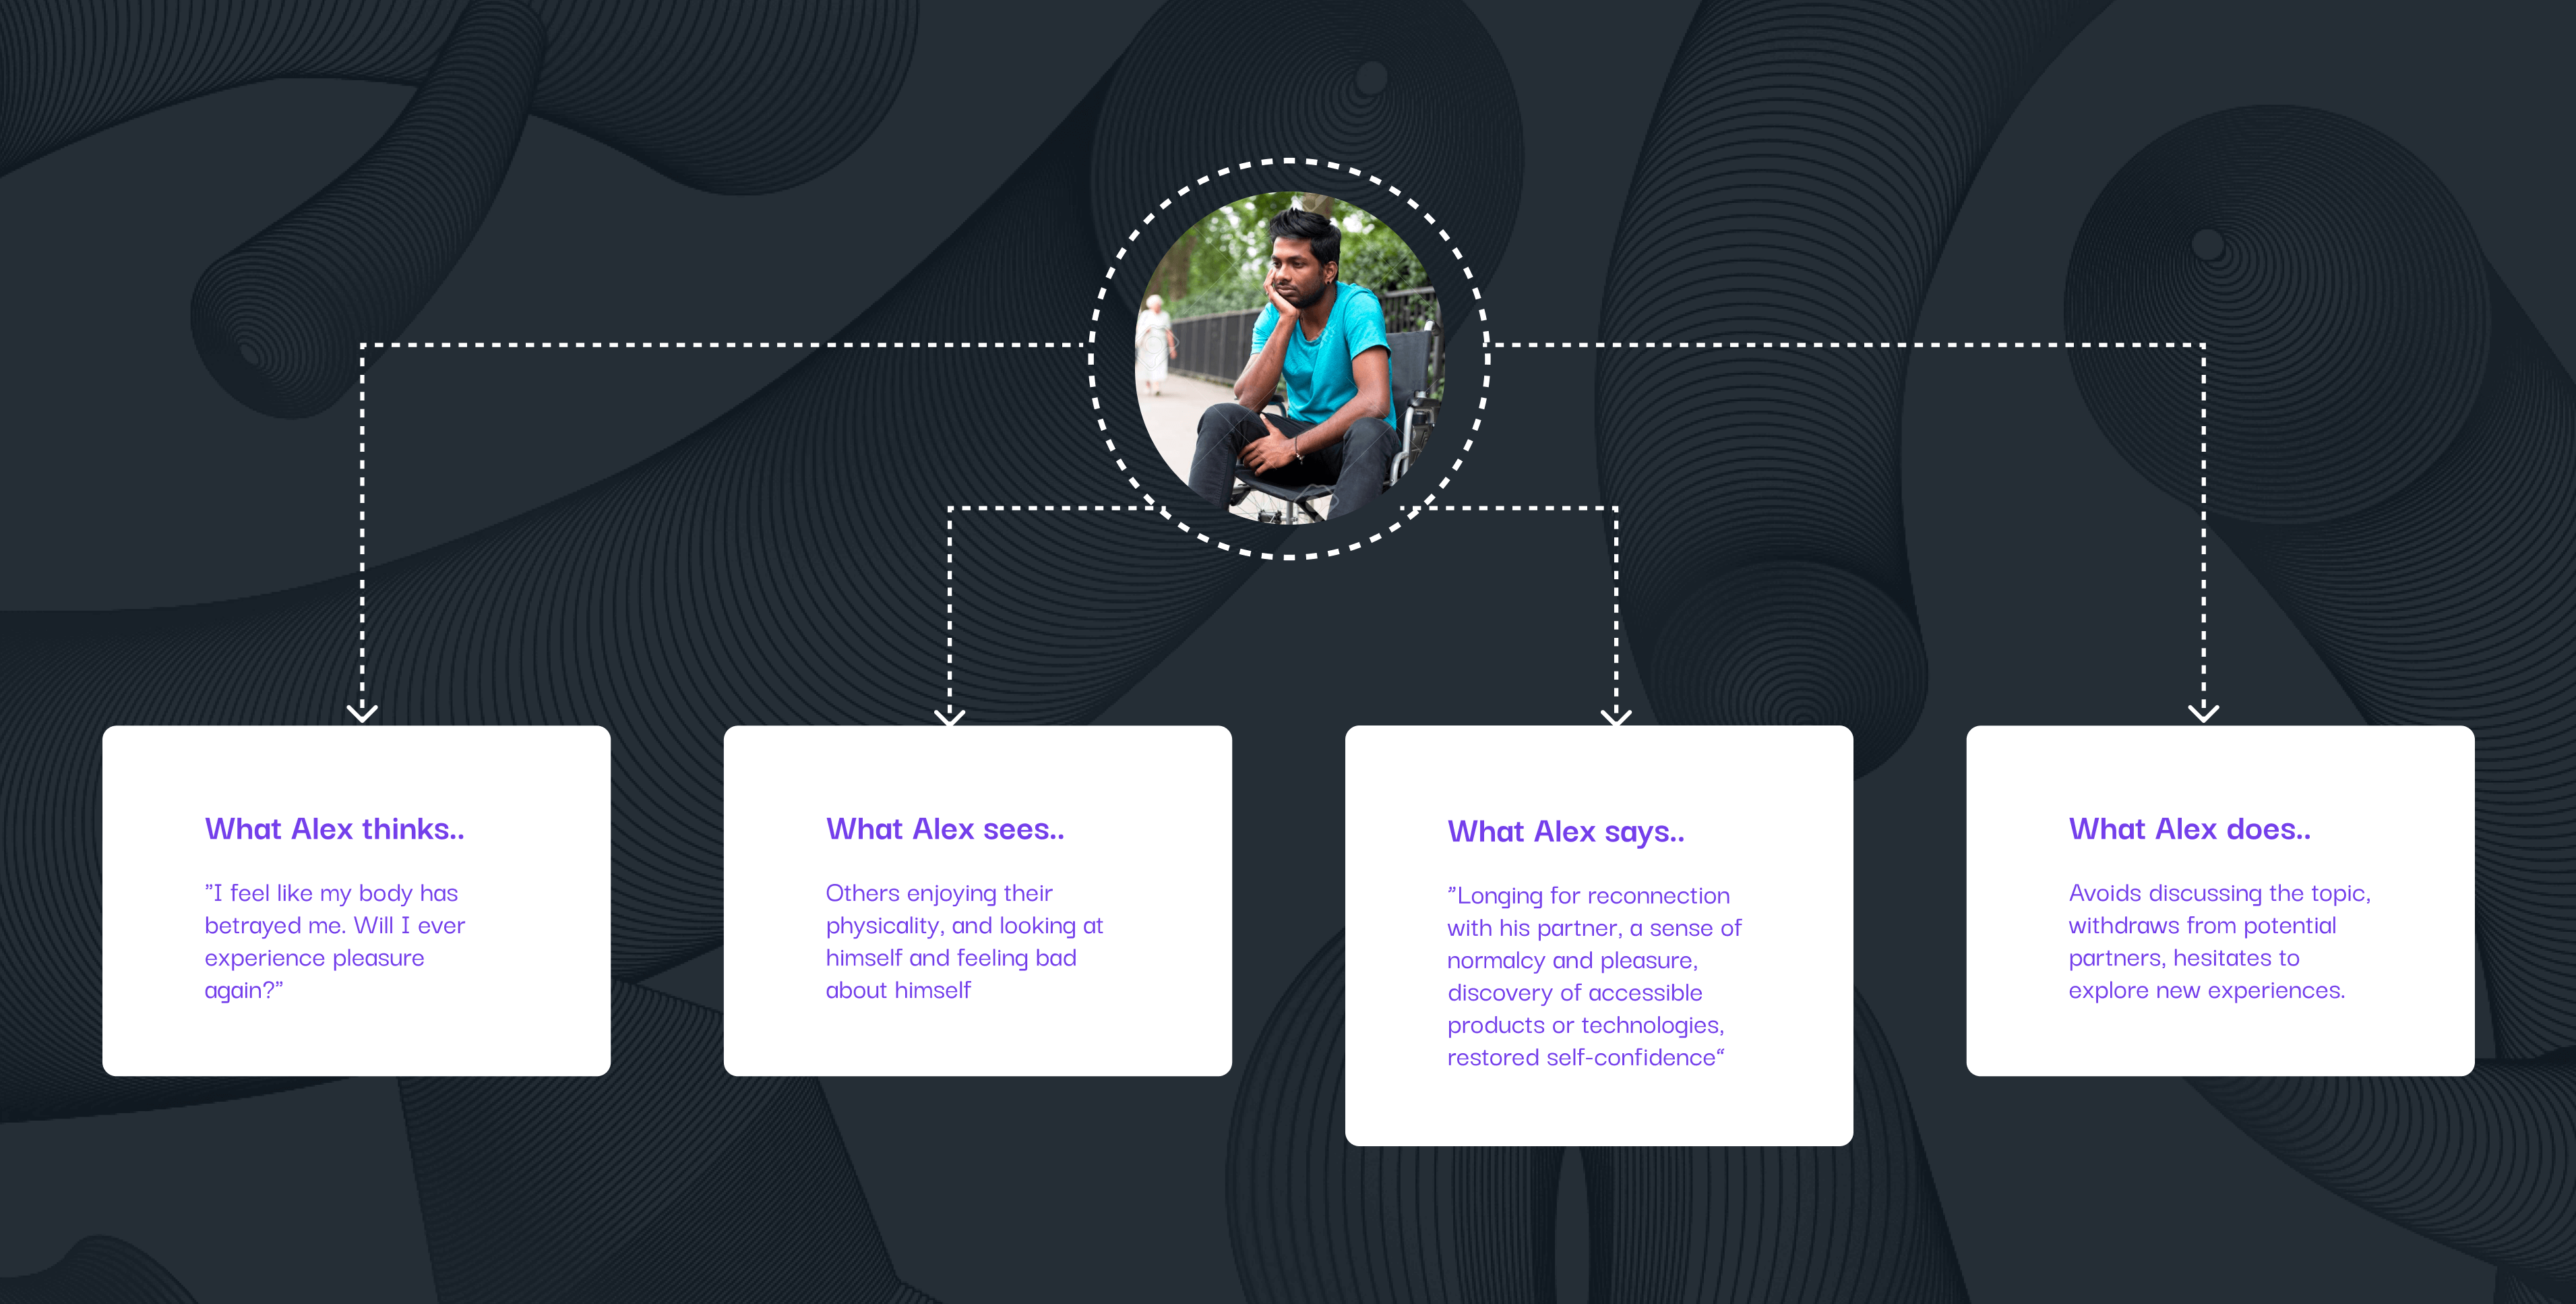 What Alex thinks..
”I feel like my body has
betrayed me. Will I ever
experience pleasure
again?”
What Alex sees..
Others enjoying their
physicality, and looking at
himself and feeling bad
about himself
What Alex says..
”Longing for reconnection
with his partner, a sense of
normalcy and pleasure,
discovery of accessible
products or technologies,
restored self-confidence“
What Alex does..
Avoids discussing the topic,
withdraws from potential
partners, hesitates to
explore new experiences.